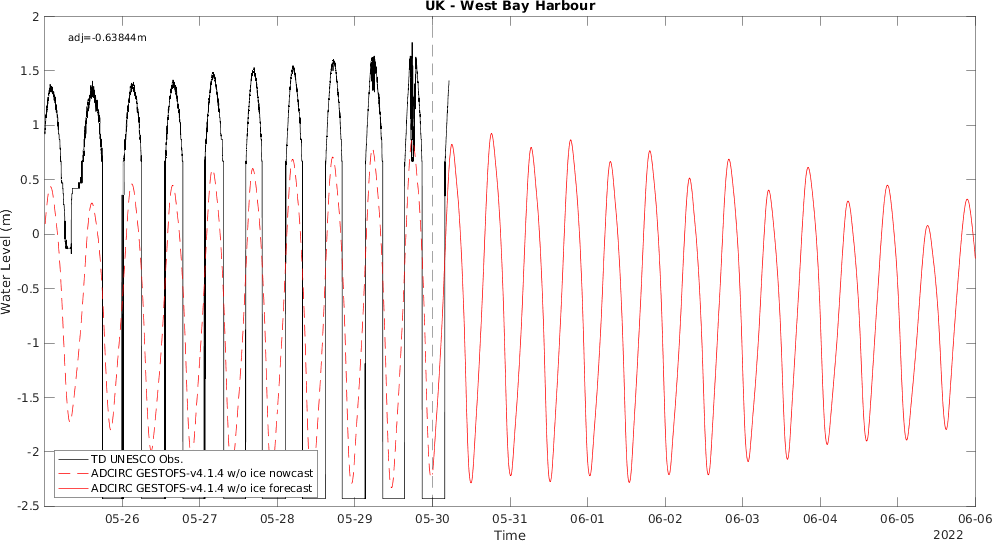 UK - West Bay Harbour
adj=-0.63844m
Water Level (m)
2
1.5
1
0.5
0
-0.5
-1
-1.5
-2
-2.5
TD UNESCO Obs.
ADCIRC GESTOFS-v4.1.4 w/o ice nowcast
ADCIRC GESTOFS-v4.1.4 w/o ice forecast
05-26 05-27 05-28 05-29 05-30 05-31 06-01 06-02 06-03 06-04 06-05 06-06
Time
2022